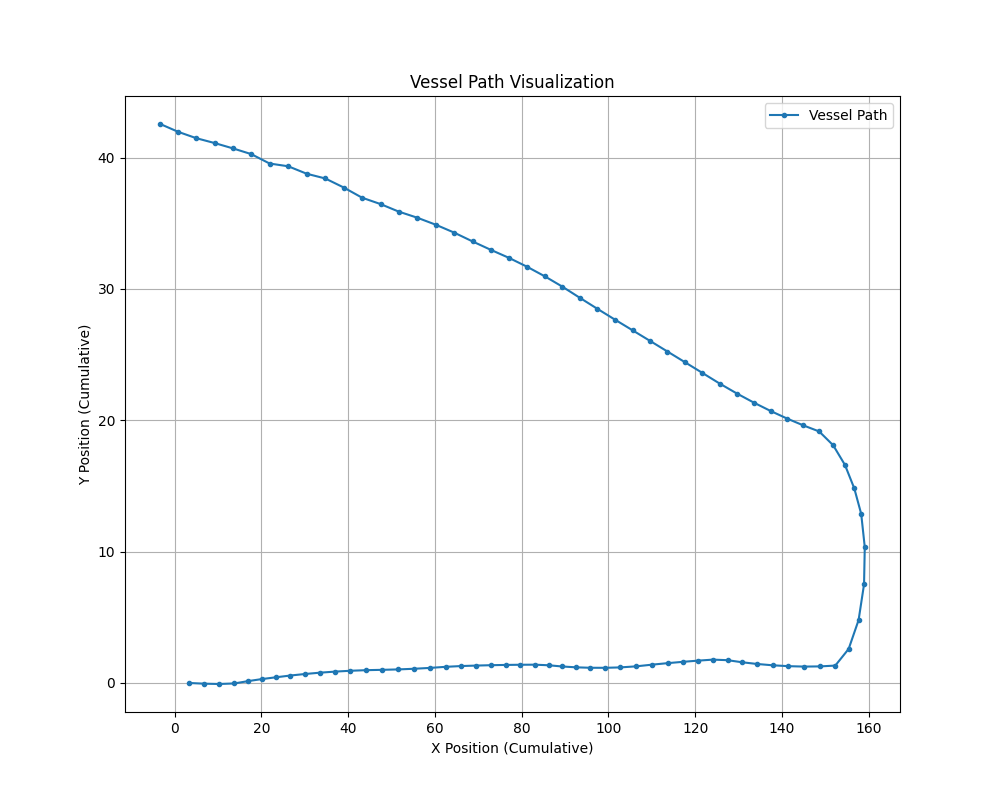 Vessel Path Visualization
Vessel Path
Y Position (Cumulative)
40
30
20
10
0
0 20 40 60 80 100 120 140 160
X Position (Cumulative)